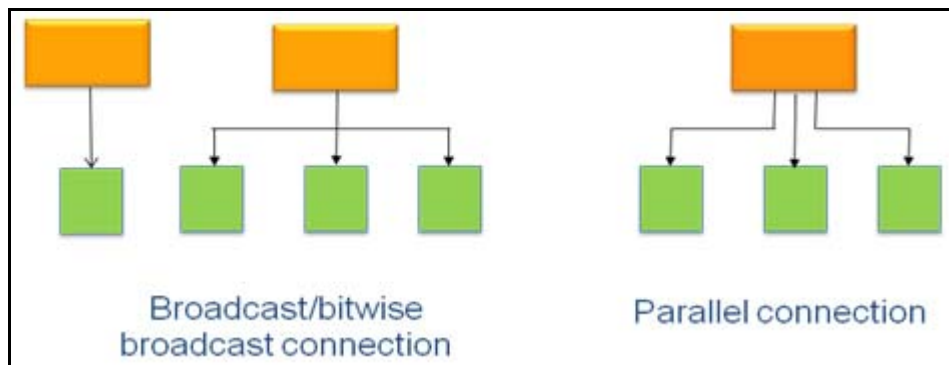 Broadcast/bitwise
broadcast connection
Parallel connection